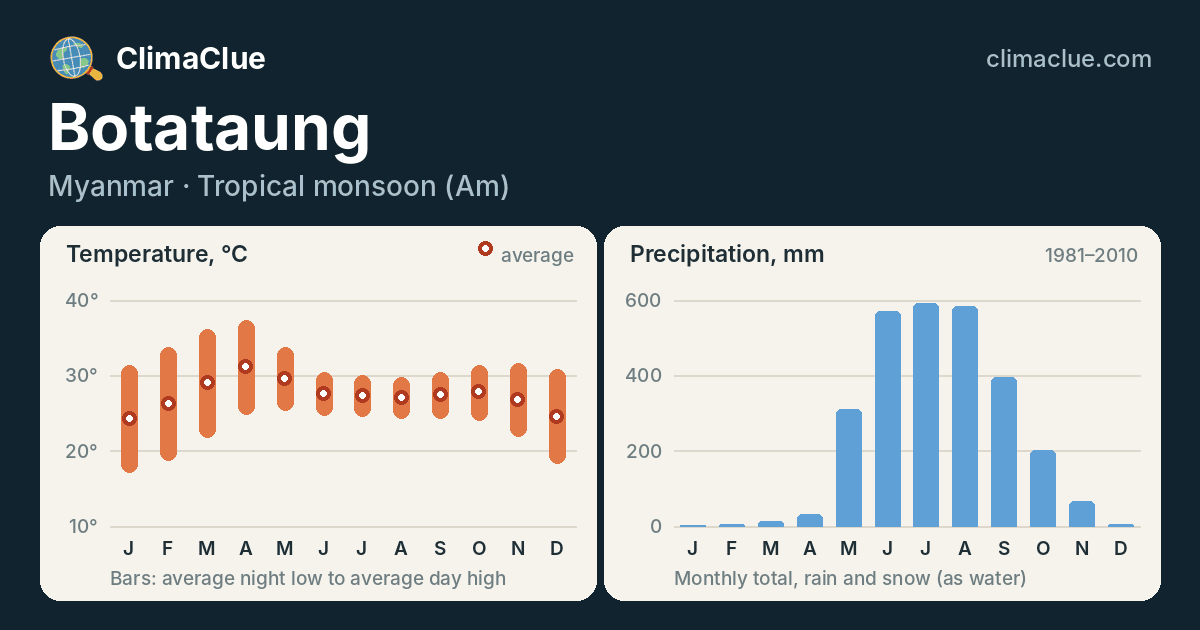 ClimaClue
climaclue.com
Botataung
Myanmar · Tropical monsoon (Am)
Temperature, °C
average
40°
30°
20°
10°
J F M A M J J A S O N D
Bars: average night low to average day high
Precipitation, mm
1981–2010
600
400
200
0
J F M A M J J A S O N D
Monthly total, rain and snow (as water)